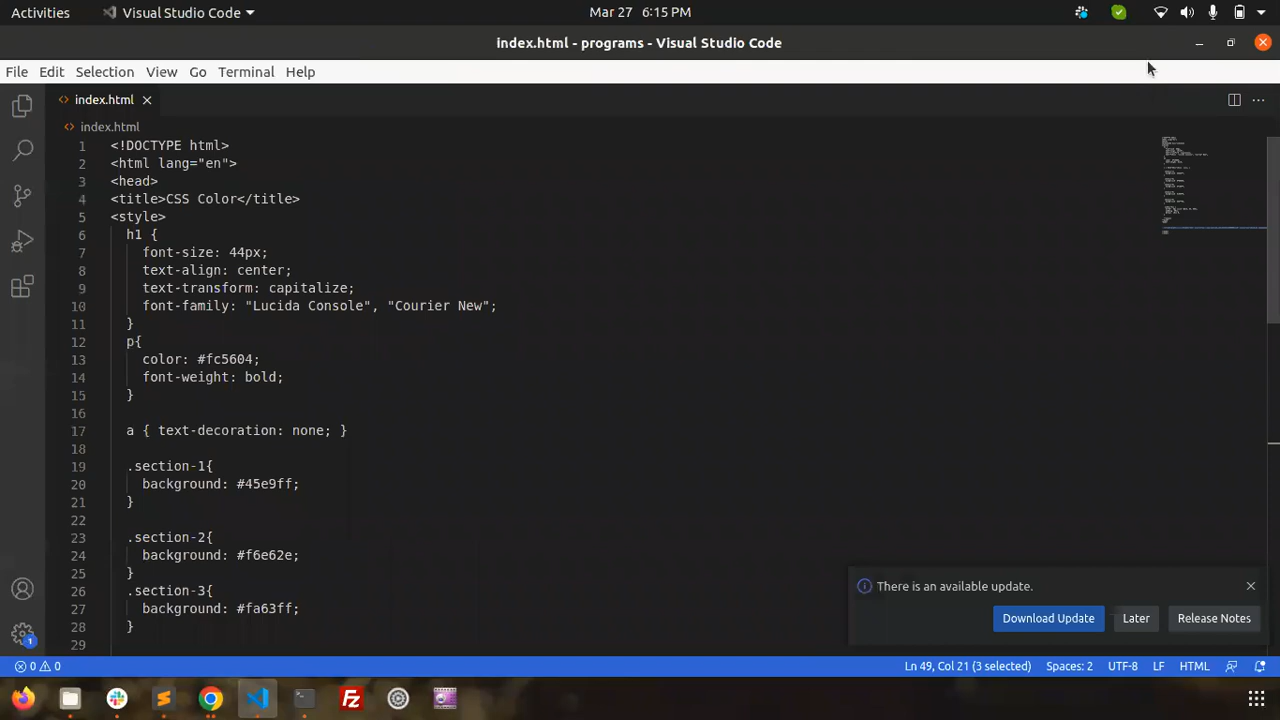 Activities Visual Studio Code Mar 27 6:15 PM
index.html - programs - Visual Studio Code
File Edit Selection View Go Terminal Help
index.html
index.html
1 <!DOCTYPE html>
2 <html lang="en">
3 <head>
4 <title>CSS Color</title>
5 <style>
6 h1 {
7 font-size: 44px;
8 text-align: center;
9 text-transform: capitalize;
10 font-family: "Lucida Console", "Courier New";
11 }
12 p{
13 color: #fc5604;
14 font-weight: bold;
15 }
16
17 a { text-decoration: none; }
18
19 .section-1{
20 background: #45e9ff;
21 }
22
23 .section-2{
24 background: #f6e62e;
25 }
26 .section-3{
27 background: #fa63ff;
28 }
29
There is an available update.
Download Update Later Release Notes
1
0 0 Ln 49, Col 21 (3 selected) Spaces: 2 UTF-8 LF HTML
Fz